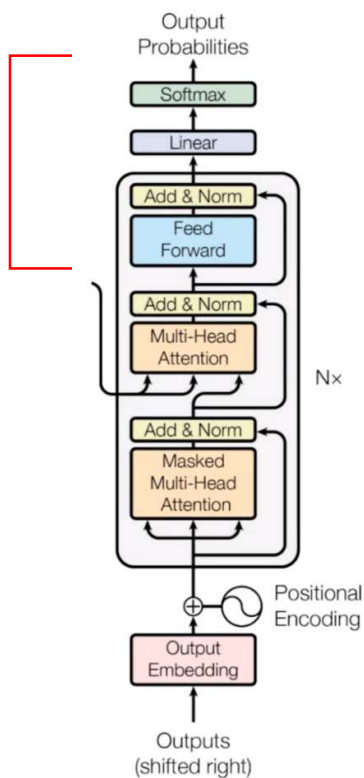 Output
Probabilities
Softmax
Linear
Add & Norm
Feed
Forward
Add & Norm
Multi-Head
Attention
N×
Add & Norm
Masked
Multi-Head
Attention
Positional
Encoding
Output
Embedding
Outputs
(shifted right)